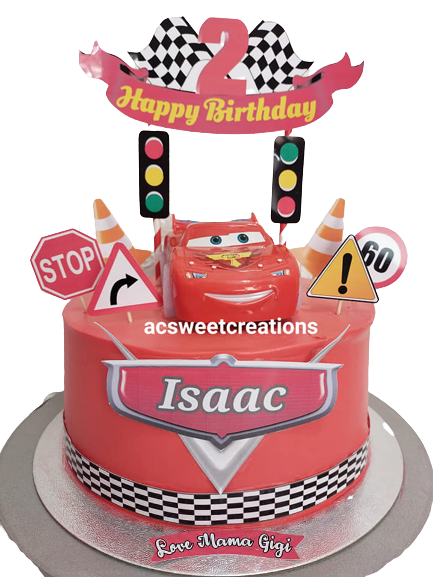 2
Happy Birthday
STOP
60
!
acsweetcreations
Isaac
Love Mama Gigi